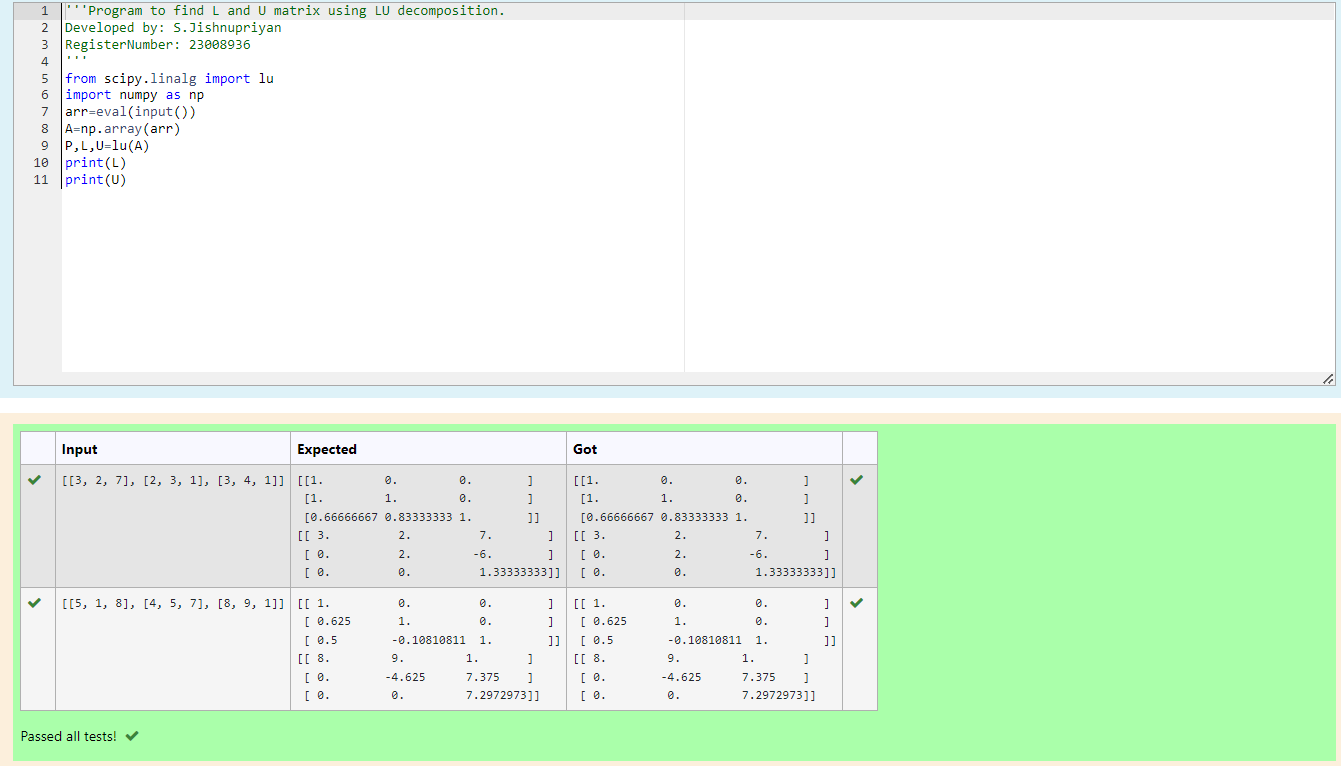 1 '''Program to find L and U matrix using LU decomposition.
2 Developed by: S.Jishnupriyan
3 RegisterNumber: 23008936
4 '''
5 from scipy.linalg import lu
6 import numpy as np
7 arr=eval(input())
8 A=np.array(arr)
9 P,L,U=lu(A)
10 print(L)
11 print(U)
Input Expected Got
[[3, 2, 7], [2, 3, 1], [3, 4, 1]] [[1. 0. 0. ] [[1. 0. 0. ]
[1. 1. 0. ] [1. 1. 0. ]
[0.66666667 0.83333333 1. ]] [0.66666667 0.83333333 1. ]]
[[ 3. 2. 7. ] [[ 3. 2. 7. ]
[ 0. 2. -6. ] [ 0. 2. -6. ]
[ 0. 0. 1.33333333]] [ 0. 0. 1.33333333]]
[[5, 1, 8], [4, 5, 7], [8, 9, 1]] [[ 1. 0. 0. ] [[ 1. 0. 0. ]
[ 0.625 1. 0. ] [ 0.625 1. 0. ]
[ 0.5 -0.10810811 1. ]] [ 0.5 -0.10810811 1. ]]
[[ 8. 9. 1. ] [[ 8. 9. 1. ]
[ 0. -4.625 7.375 ] [ 0. -4.625 7.375 ]
[ 0. 0. 7.2972973]] [ 0. 0. 7.2972973]]
Passed all tests!